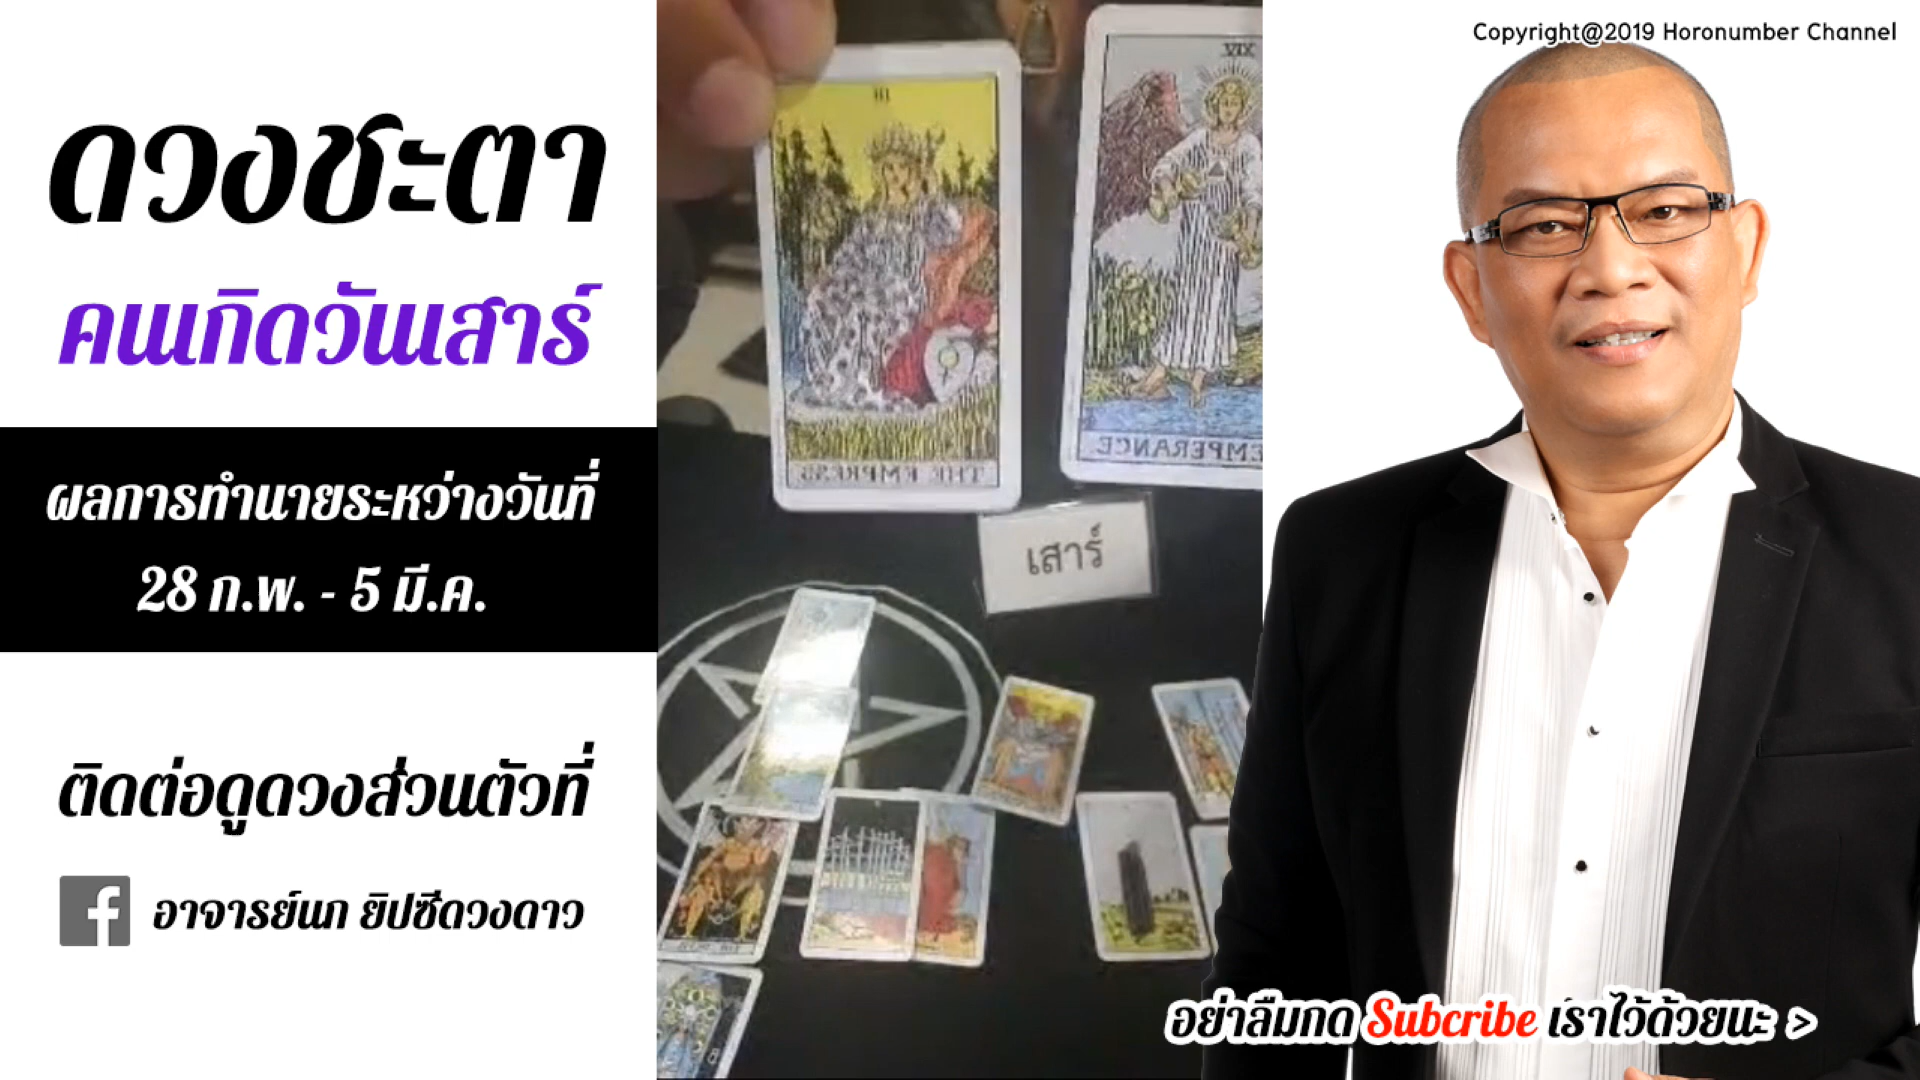 Copyright@2019 Horonumber Channel
ดวงชะตา
คนเกิดวันเสาร์
ผลการทำนายระหว่างวันที่
28 ก.พ. - 5 มี.ค.
ติดต่อดูดวงส่วนตัวที่
f อาจารย์นก ยิปซีดวงดาว
III
XIV
THE EMPRESS
EMPERANCE
เสาร์
อย่าลืมกด Subcribe เราไว้ด้วยนะ >